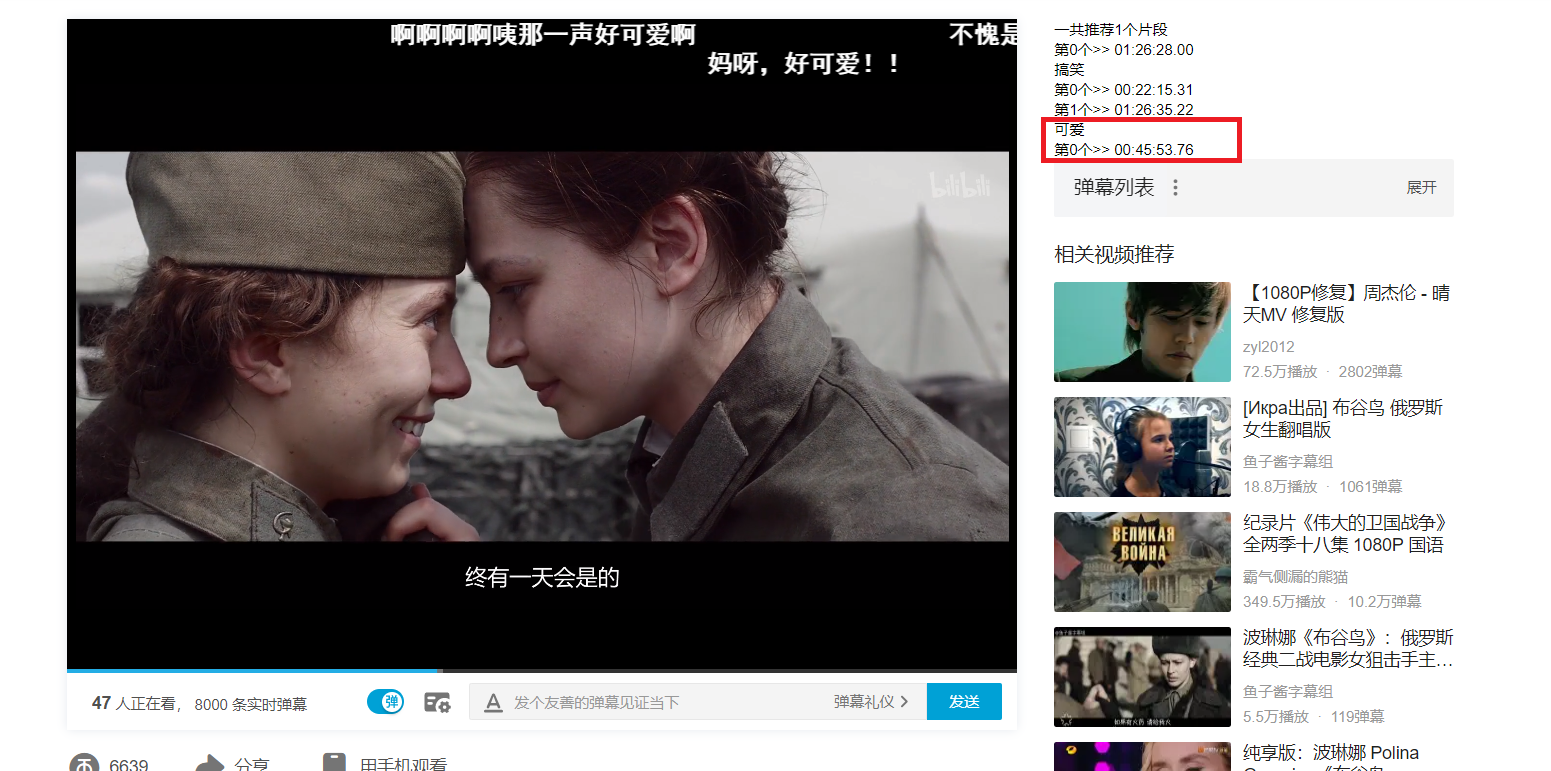 啊啊啊啊咦那一声好可爱啊
不愧是
妈呀，好可爱！！
bilibili
终有一天会是的
47 人正在看， 8000 条实时弹幕
弹
发个友善的弹幕见证当下
弹幕礼仪 >
发送
6639
分享
用手机观看
一共推荐1个片段
第0个>> 01:26:28.00
搞笑
第0个>> 00:22:15.31
第1个>> 01:26:35.22
可爱
第0个>> 00:45:53.76
弹幕列表
展开
相关视频推荐
【1080P修复】周杰伦 - 晴
天MV 修复版
zyl2012
72.5万播放 · 2802弹幕
[Икра出品] 布谷鸟 俄罗斯
女生翻唱版
鱼子酱字幕组
18.8万播放 · 1061弹幕
ВЕЛИКАЯ
ВОЙНА
纪录片《伟大的卫国战争》
全两季十八集 1080P 国语
霸气侧漏的熊猫
349.5万播放 · 10.2万弹幕
波琳娜《布谷鸟》：俄罗斯
经典二战电影女狙击手主…
鱼子酱字幕组
5.5万播放 · 119弹幕
如果有火药 请给传火
纯享版：波琳娜 Polina